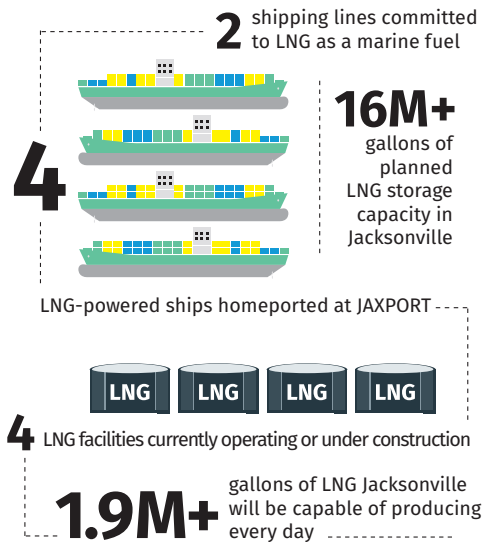 2 shipping lines committed
to LNG as a marine fuel
16M+
gallons of
planned
LNG storage
capacity in
Jacksonville
4
LNG-powered ships homeported at JAXPORT
LNG LNG LNG LNG
4 LNG facilities currently operating or under construction
1.9M+
gallons of LNG Jacksonville
will be capable of producing
every day